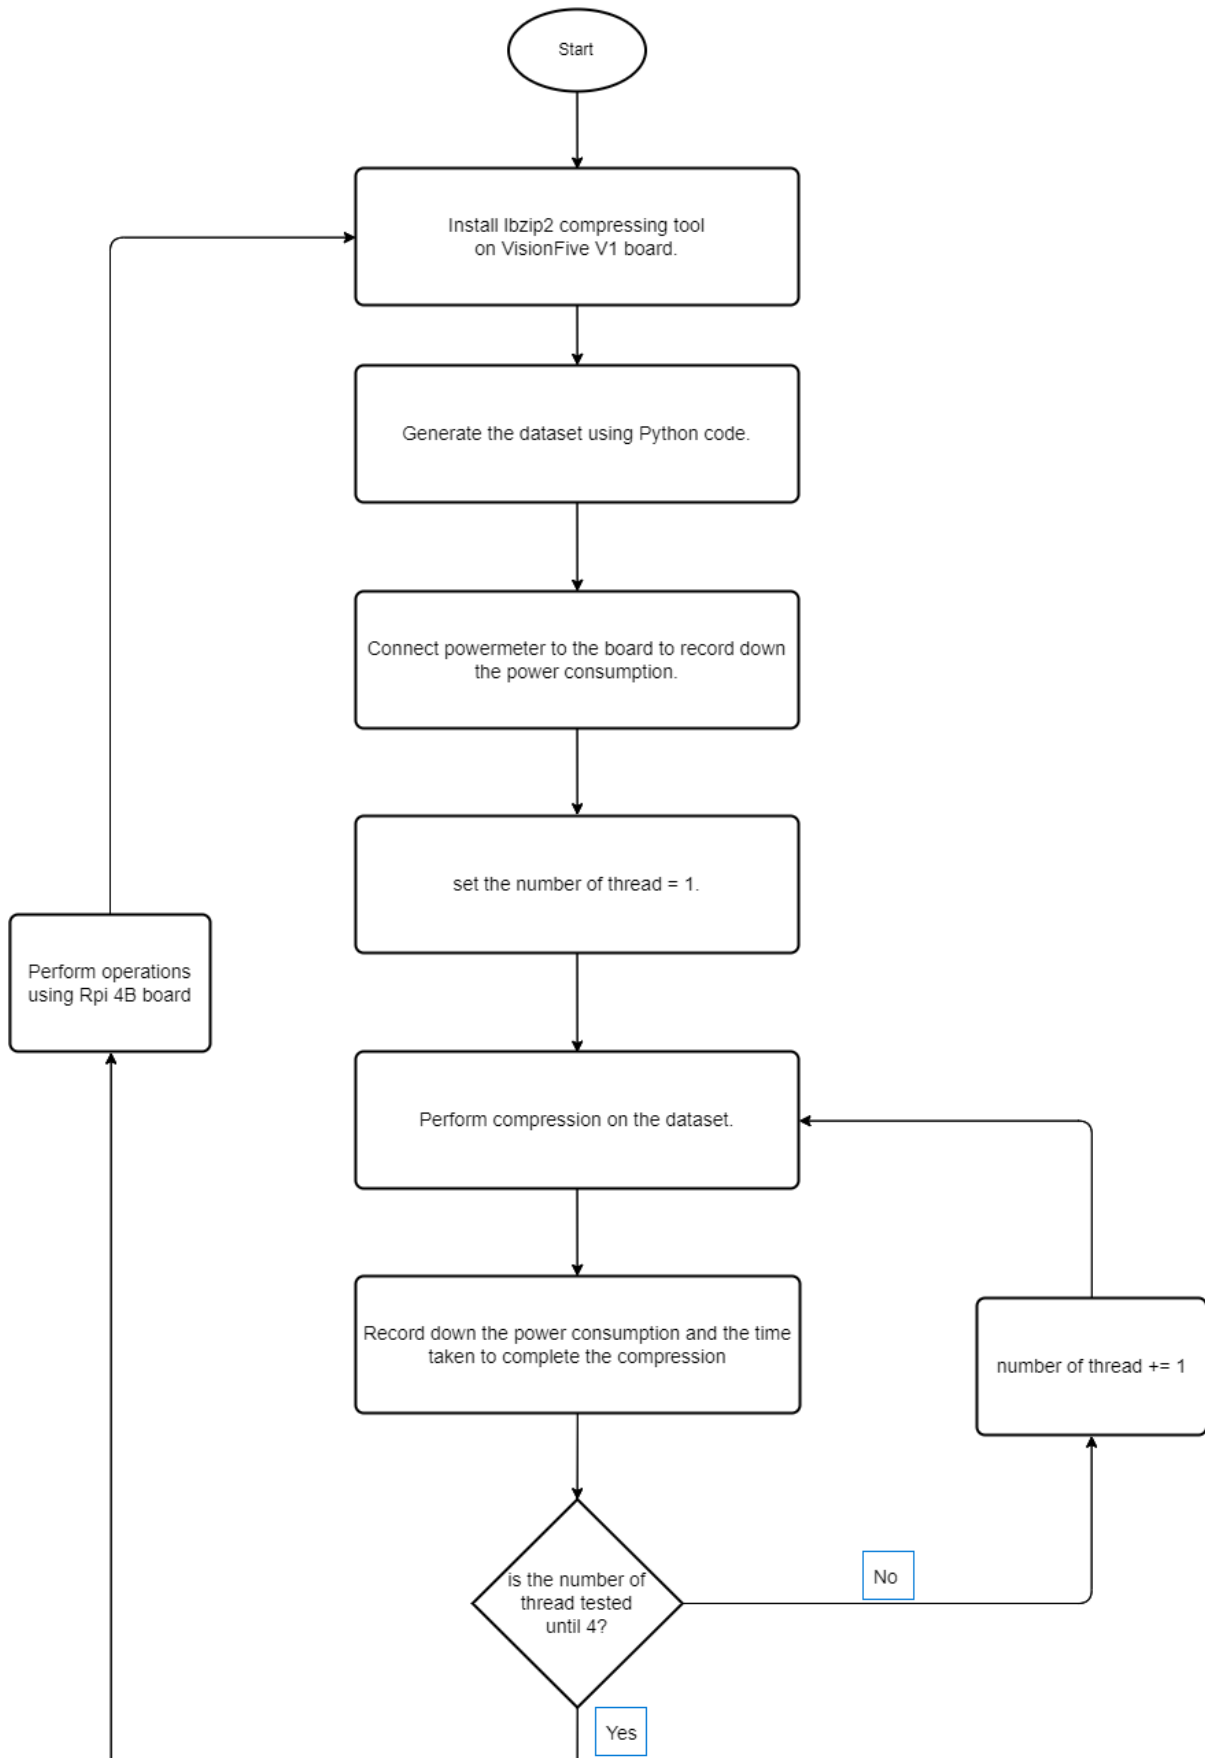 Start
Install lbzip2 compressing tool
on VisionFive V1 board.
Generate the dataset using Python code.
Connect powermeter to the board to record down
the power consumption.
set the number of thread = 1.
Perform operations
using Rpi 4B board
Perform compression on the dataset.
Record down the power consumption and the time
taken to complete the compression
number of thread += 1
is the number of
thread tested
until 4?
No
Yes